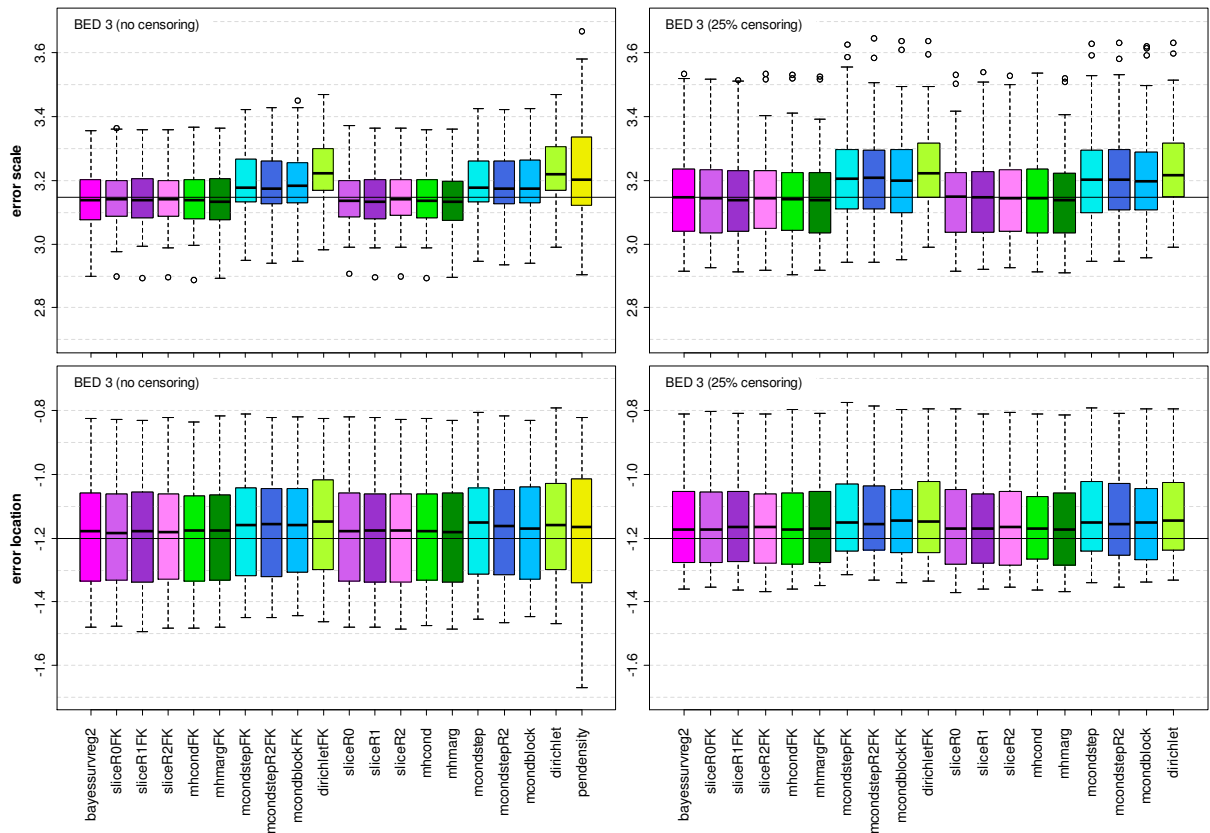 BED 3 (no censoring)
BED 3 (25% censoring)
error scale
3.6
3.4
3.2
3.0
2.8
3.6
3.4
3.2
3.0
2.8
BED 3 (no censoring)
BED 3 (25% censoring)
error location
-0.8
-1.0
-1.2
-1.4
-1.6
-0.8
-1.0
-1.2
-1.4
-1.6
bayessurvreg2
sliceR0FK
sliceR1FK
sliceR2FK
mhcondFK
mhmargFK
mcondstepFK
mcondstepR2FK
mcondblockFK
dirichletFK
sliceR0
sliceR1
sliceR2
mhcond
mhmarg
mcondstep
mcondstepR2
mcondblock
dirichlet
pendensity
bayessurvreg2
sliceR0FK
sliceR1FK
sliceR2FK
mhcondFK
mhmargFK
mcondstepFK
mcondstepR2FK
mcondblockFK
dirichletFK
sliceR0
sliceR1
sliceR2
mhcond
mhmarg
mcondstep
mcondstepR2
mcondblock
dirichlet